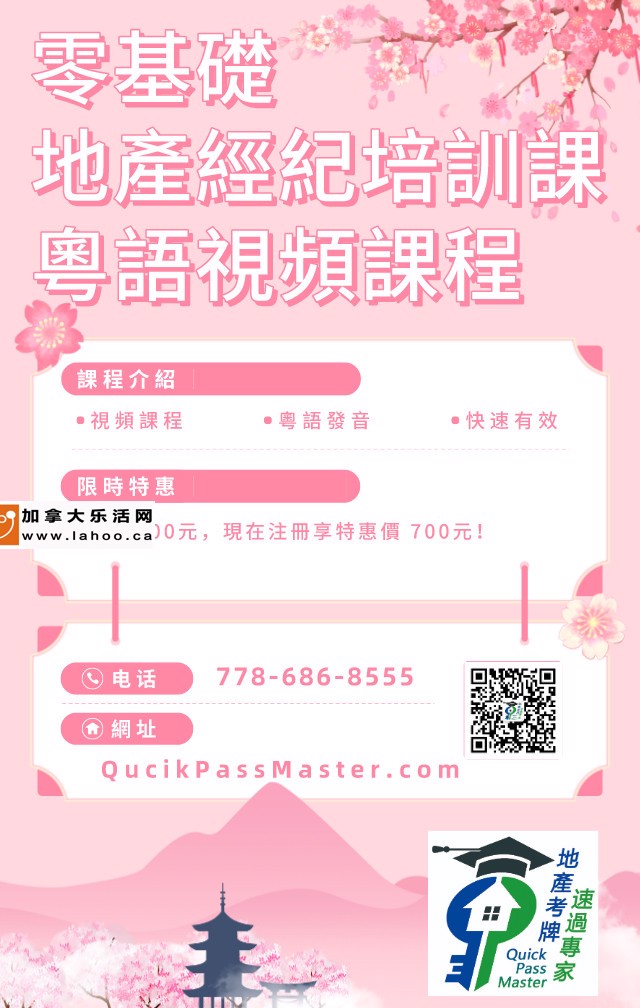 零基礎
地產經紀培訓課
粵語視頻課程
課程介紹
•視頻課程 •粵語發音 •快速有效
限時特惠
加拿大乐活网
www.lahoo.ca
00元，現在注冊享特惠價 700元！
电话 778-686-8555
網址
QucikPassMaster.com
地產考牌
速過專家
Quick
Pass
Master